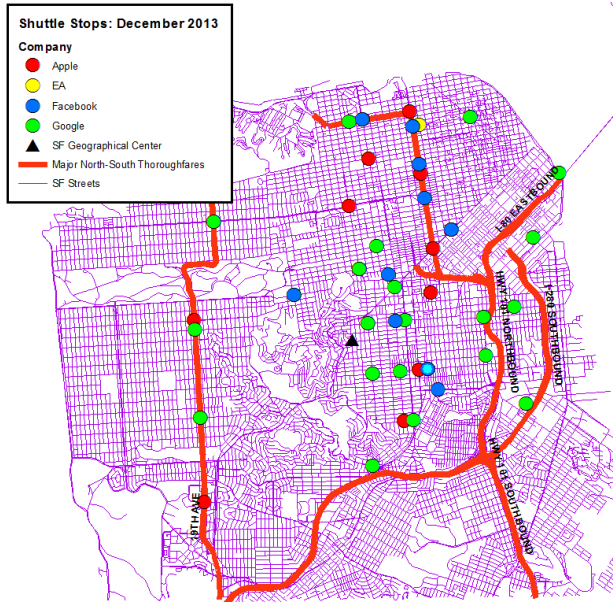 Shuttle Stops: December 2013
Company
Apple
EA
Facebook
Google
SF Geographical Center
Major North-South Thoroughfares
SF Streets
I-80 EASTBOUND
HWY 101 NORTHBOUND
I-280 SOUTHBOUND
HWY 101 SOUTHBOUND
19TH AVE